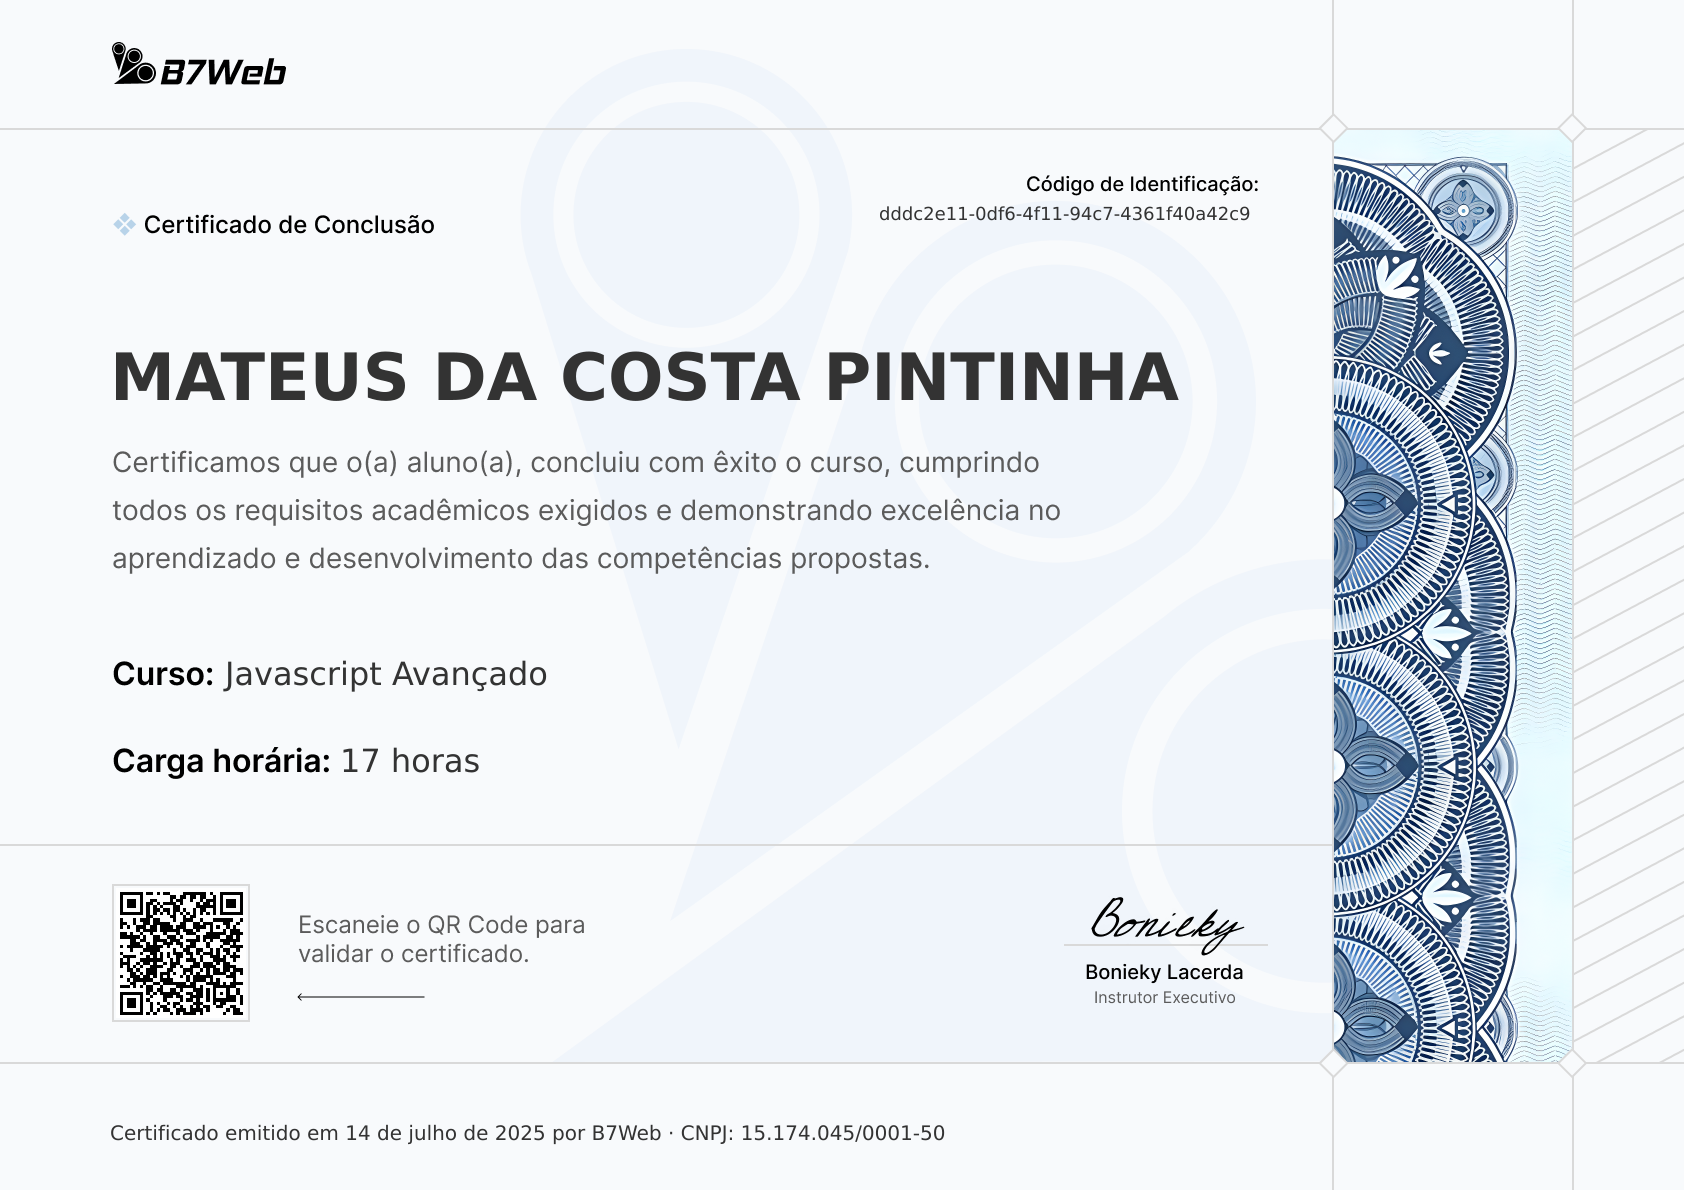 B7Web
Código de Identificação:
dddc2e11-0df6-4f11-94c7-4361f40a42c9
Certificado de Conclusão
MATEUS DA COSTA PINTINHA
Certificamos que o(a) aluno(a), concluiu com êxito o curso, cumprindo
todos os requisitos acadêmicos exigidos e demonstrando excelência no
aprendizado e desenvolvimento das competências propostas.
Curso: Javascript Avançado
Carga horária: 17 horas
Escaneie o QR Code para
validar o certificado.
Bonieky
Bonieky Lacerda
Instrutor Executivo
Certificado emitido em 14 de julho de 2025 por B7Web · CNPJ: 15.174.045/0001-50